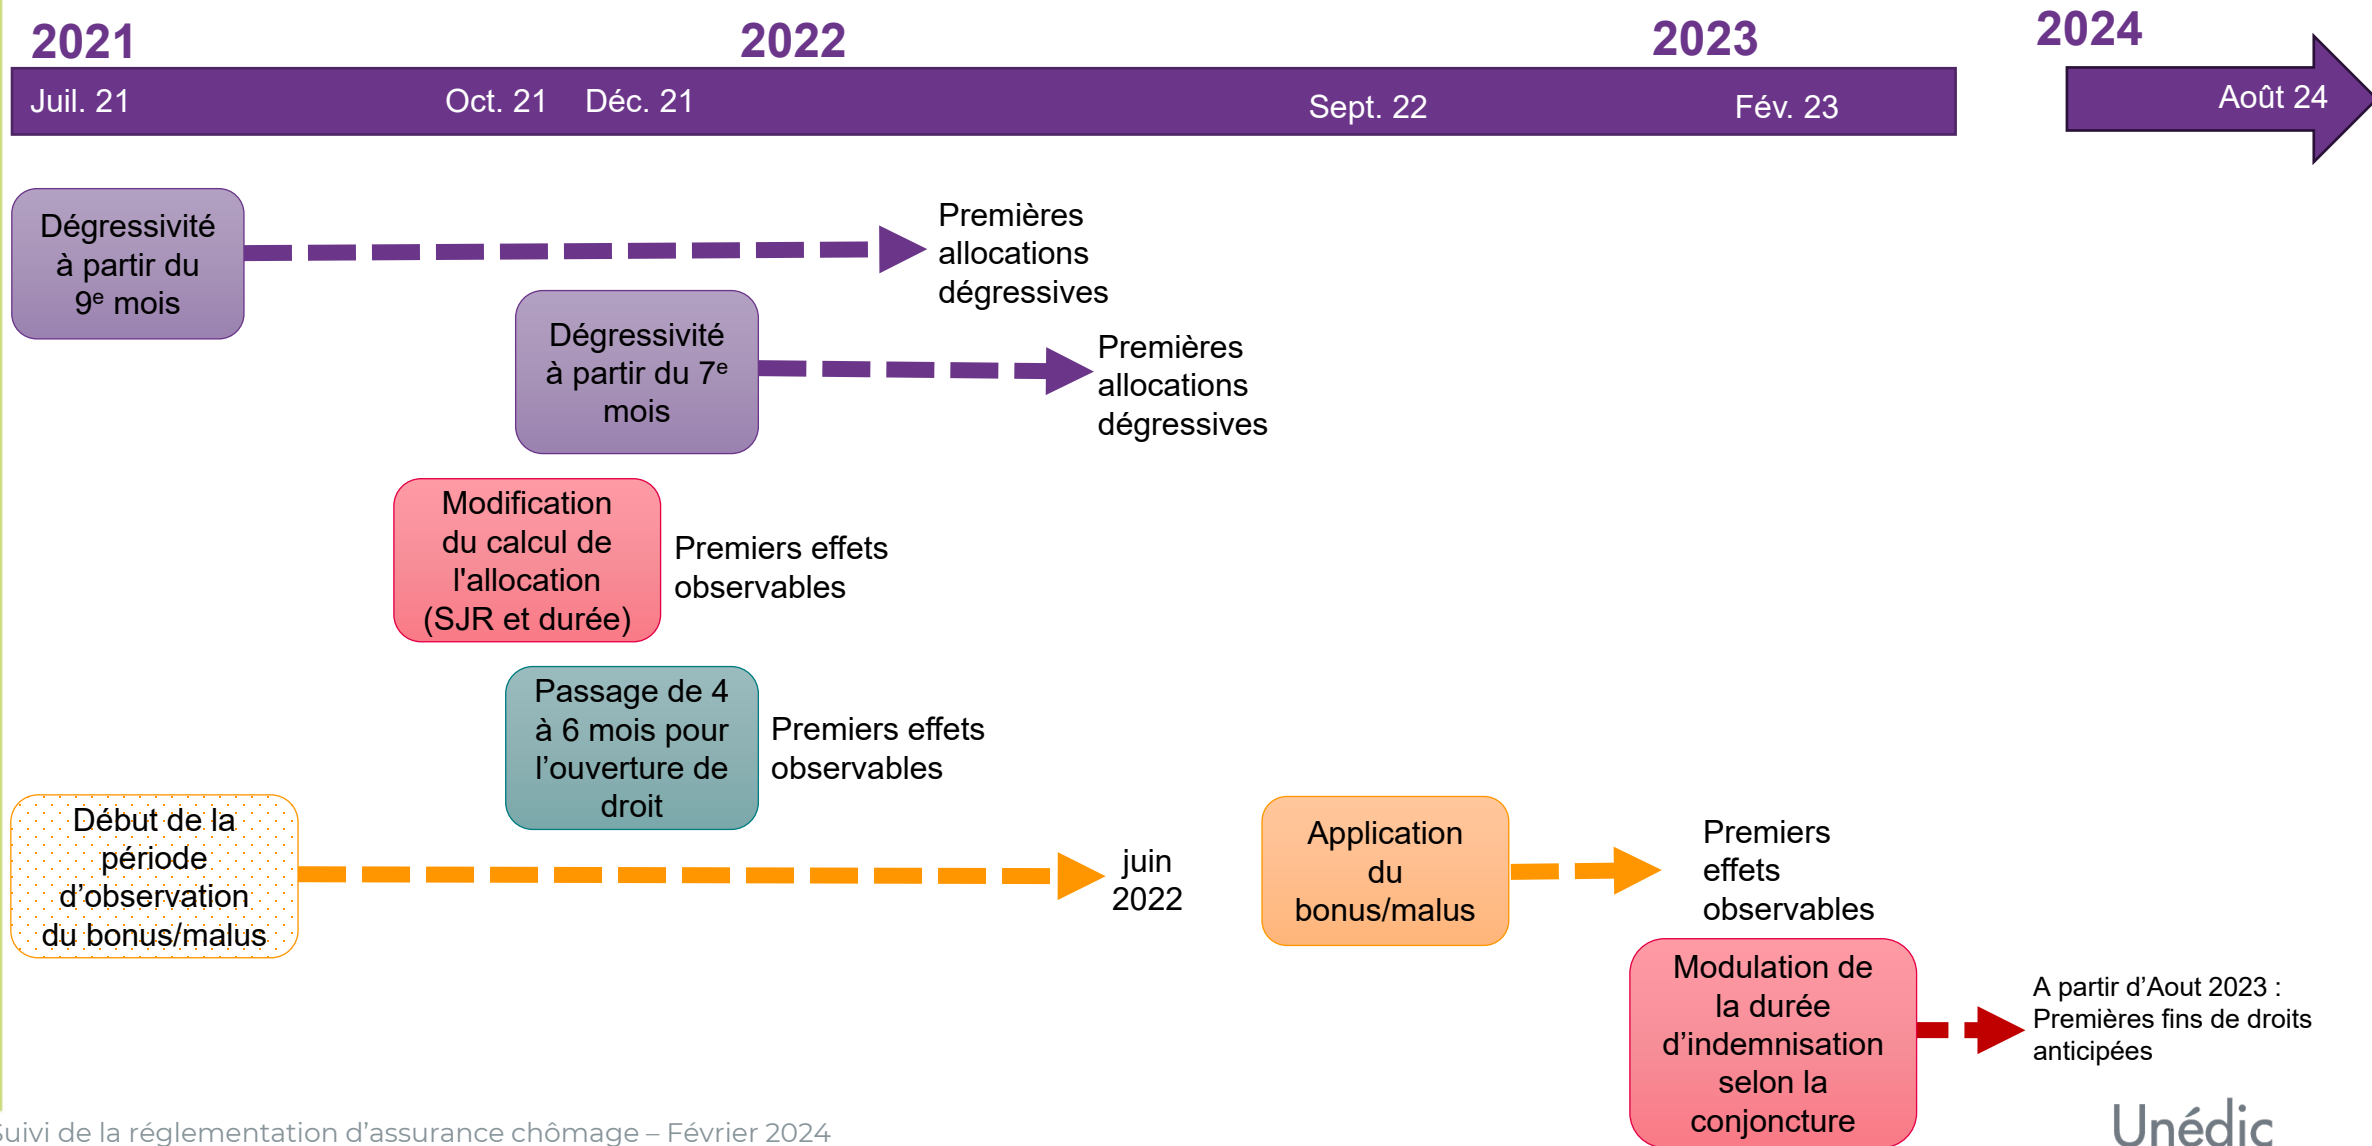 2021
2022
2023
2024
Juil. 21
Oct. 21
Déc. 21
Sept. 22
Fév. 23
Août 24
Dégressivité
à partir du
9e mois
Premières
allocations
dégressives
Dégressivité
à partir du 7e
mois
Premières
allocations
dégressives
Modification
du calcul de
l'allocation
(SJR et durée)
Premiers effets
observables
Passage de 4
à 6 mois pour
l’ouverture de
droit
Premiers effets
observables
Début de la
période
d’observation
du bonus/malus
juin
2022
Application
du
bonus/malus
Premiers
effets
observables
Modulation de
la durée
d’indemnisation
selon la
conjoncture
A partir d’Aout 2023 :
Premières fins de droits
anticipées
Suivi de la réglementation d’assurance chômage – Février 2024
Unédic